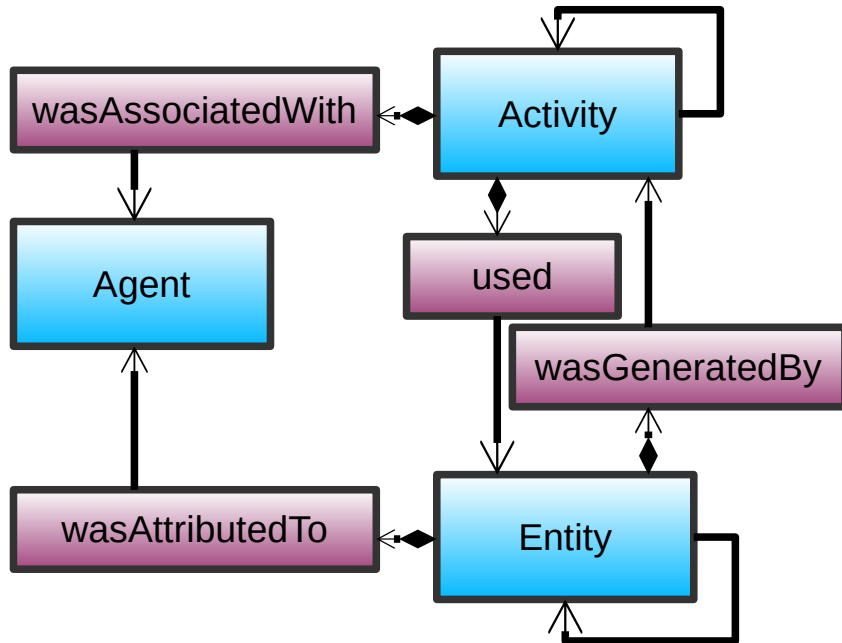 wasAssociatedWith
Activity
Agent
used
wasGeneratedBy
wasAttributedTo
Entity